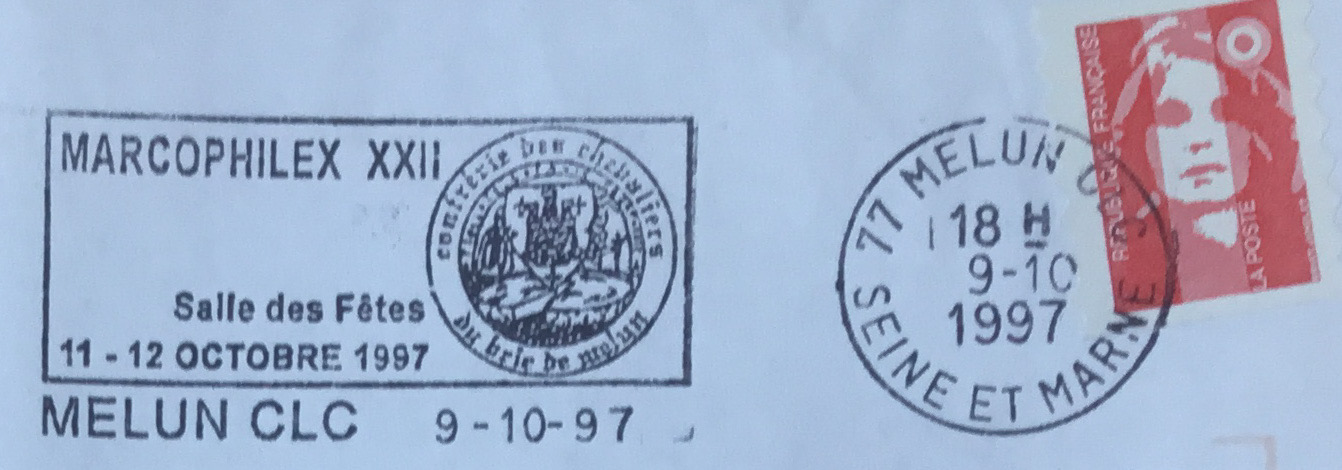 MARCOPHILEX XXII
confrérie des chevaliers
du brie de melun
Salle des Fêtes
11 - 12 OCTOBRE 1997
MELUN CLC 9-10-97
77 MELUN
18 H
9-10
1997
SEINE ET MARNE
RÉPUBLIQUE FRANÇAISE
LA POSTE